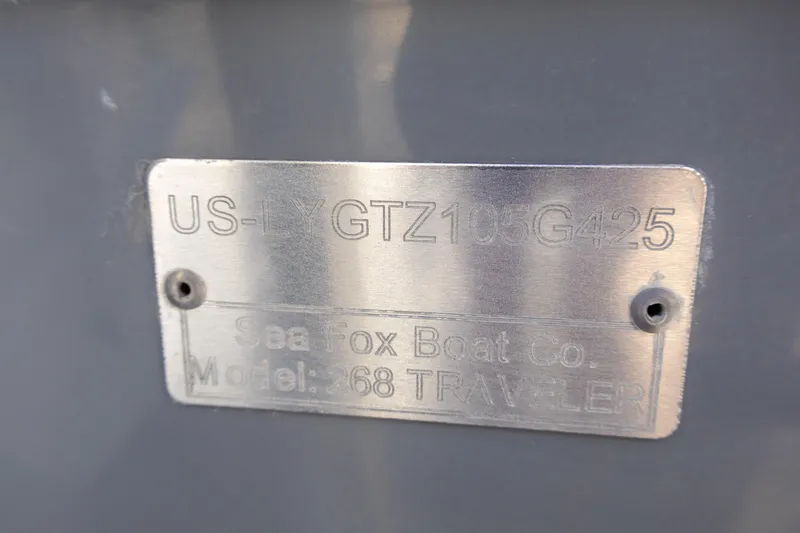 US-LYGTZ105G425
Sea Fox Boat Co.
Model: 268 TRAVELER